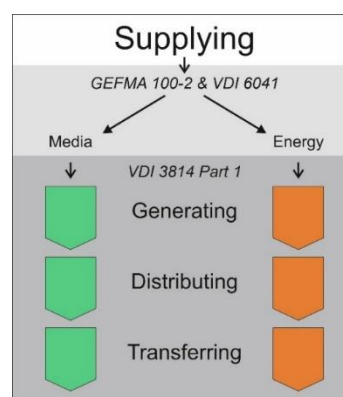 Supplying
GEFMA 100-2 & VDI 6041
Media Energy
VDI 3814 Part 1
Generating
Distributing
Transferring